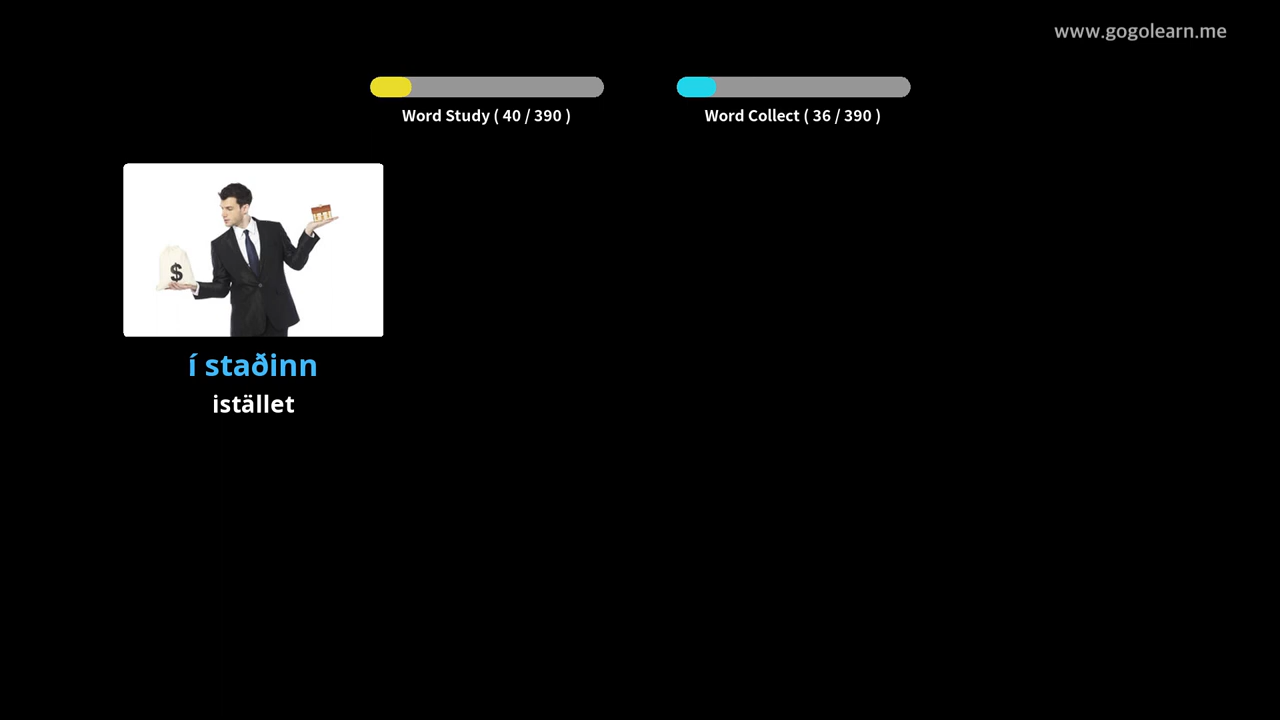 www.gogolearn.me
Word Study ( 40 / 390 )
Word Collect ( 36 / 390 )
$
í staðinn
istället